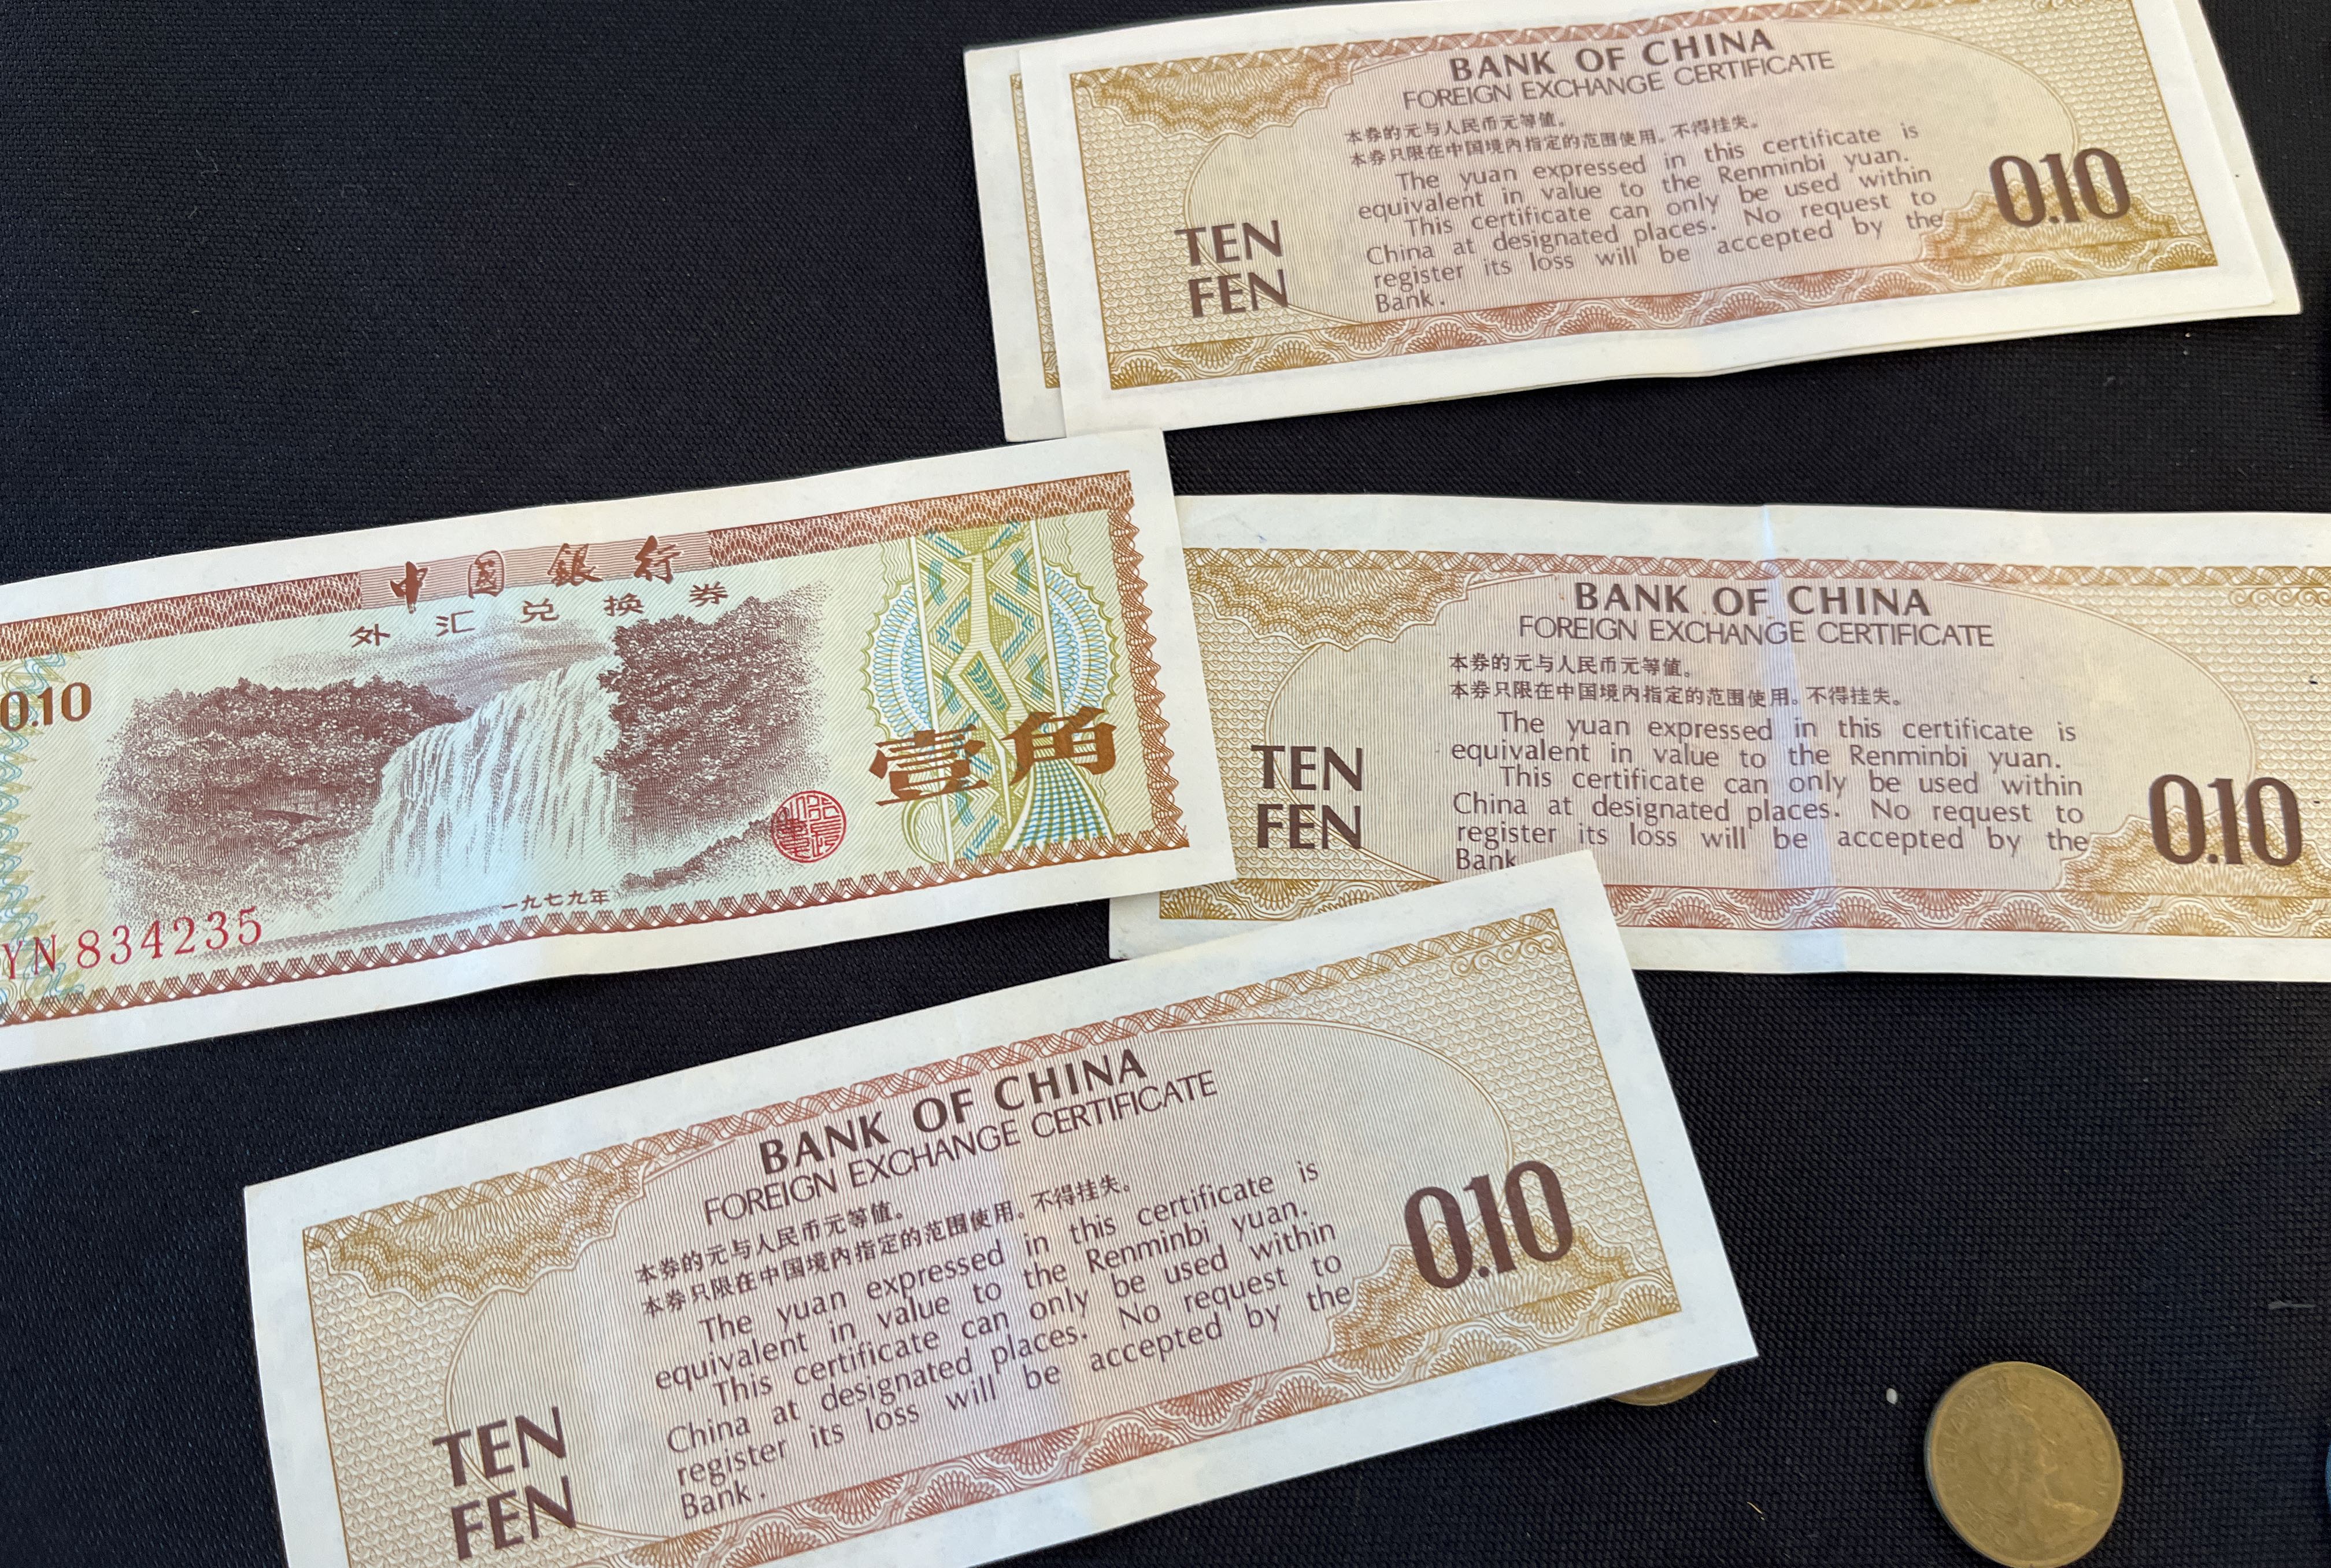 BANK OF CHINA
FOREIGN EXCHANGE CERTIFICATE
本券的元与人民币元等值。
本券只限在中国境内指定的范围使用。不得挂失。
The yuan expressed in this certificate is
equivalent in value to the Renminbi yuan.
This certificate can only be used within
China at designated places. No request to
register its loss will be accepted by the
Bank.
TEN
FEN
0.10
中国銀行
外汇兑换券
0.10
壹角
一九七九年
YN 834235
BANK OF CHINA
FOREIGN EXCHANGE CERTIFICATE
本券的元与人民币元等值。
本券只限在中国境内指定的范围使用。不得挂失。
The yuan expressed in this certificate is
equivalent in value to the Renminbi yuan.
This certificate can only be used within
China at designated places. No request to
register its loss will be accepted by the
Bank
TEN
FEN
0.10
BANK OF CHINA
FOREIGN EXCHANGE CERTIFICATE
本券的元与人民币元等值。
本券只限在中国境内指定的范围使用。不得挂失。
The yuan expressed in this certificate is
equivalent in value to the Renminbi yuan.
This certificate can only be used within
China at designated places. No request to
register its loss will be accepted by the
Bank.
TEN
FEN
0.10